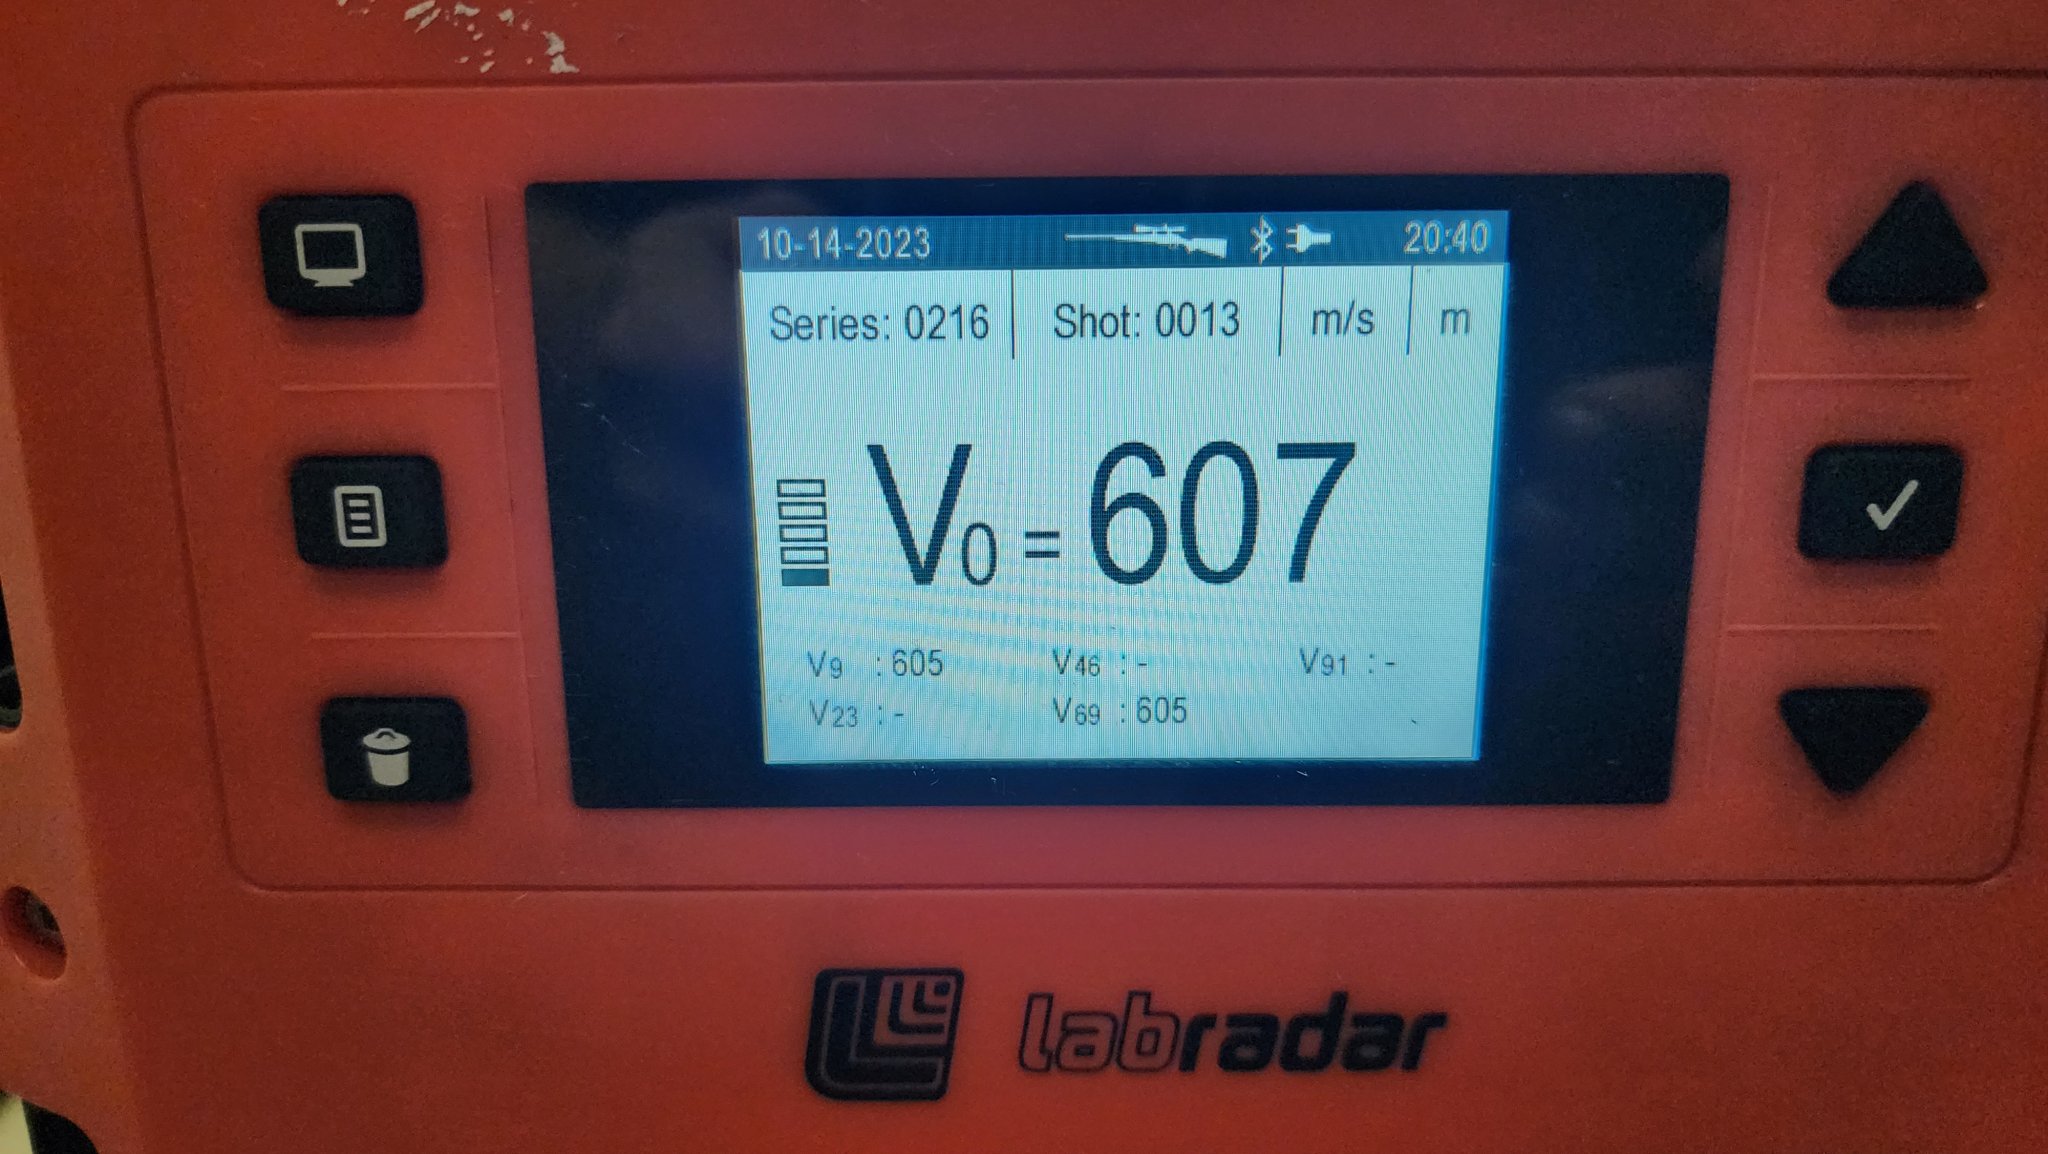 10-14-2023 20:40
Series: 0216 Shot: 0013 m/s m
V0 = 607
V9 : 605 V46 : - V91 : -
V23 : - V69 : 605
labradar